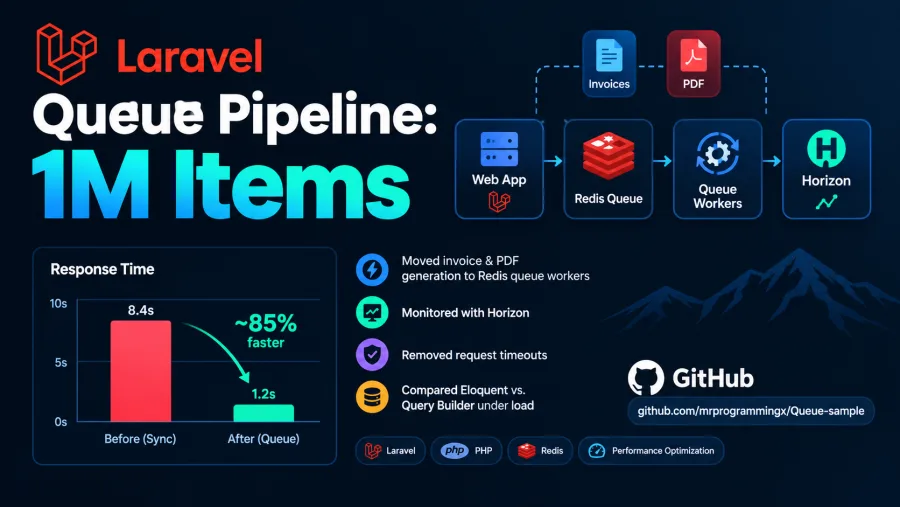 Laravel
Queue Pipeline:
1M Items
Invoices
PDF
Web App
Redis Queue
Queue
Workers
Horizon
Response Time
10s
5s
0s
8.4s
~85%
faster
1.2s
Before (Sync)
After (Queue)
Moved invoice & PDF
generation to Redis queue workers
Monitored with Horizon
Removed request timeouts
Compared Eloquent vs.
Query Builder under load
GitHub
github.com/mrprogrammingx/Queue-sample
Laravel
php PHP
Redis
Performance Optimization